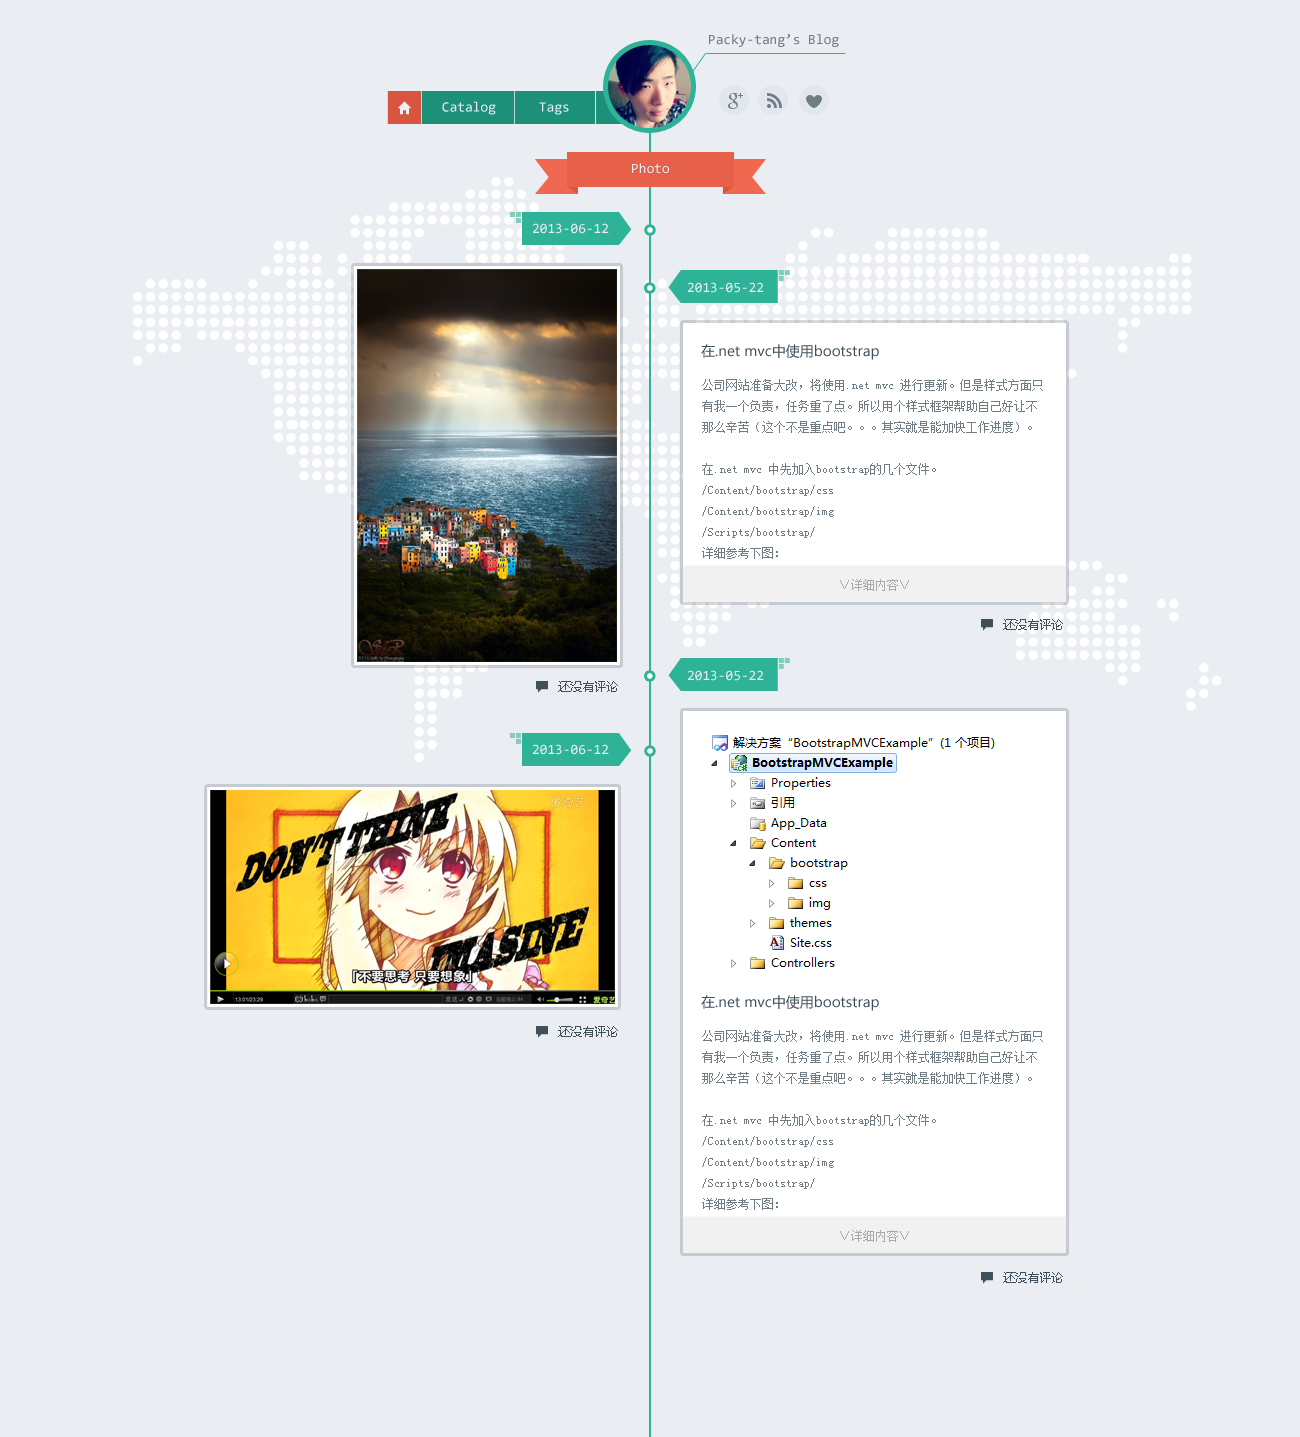 Packy-tang's Blog
Catalog
Tags
Photo
2013-06-12
还没有评论
2013-06-12
爱奇艺
DON'T THINK
IMASINE
「不要思考 只要想象」
13:01/23:29
爱奇艺
还没有评论
2013-05-22
在.net mvc中使用bootstrap
公司网站准备大改，将使用.net mvc 进行更新。但是样式方面只
有我一个负责，任务重了点。所以用个样式框架帮助自己好让不
那么辛苦（这个不是重点吧。。。其实就是能加快工作进度）。
在.net mvc 中先加入bootstrap的几个文件。
/Content/bootstrap/css
/Content/bootstrap/img
/Scripts/bootstrap/
详细参考下图：
∨详细内容∨
还没有评论
2013-05-22
解决方案“BootstrapMVCExample”(1 个项目)
BootstrapMVCExample
Properties
引用
App_Data
Content
bootstrap
css
img
themes
Site.css
Controllers
在.net mvc中使用bootstrap
公司网站准备大改，将使用.net mvc 进行更新。但是样式方面只
有我一个负责，任务重了点。所以用个样式框架帮助自己好让不
那么辛苦（这个不是重点吧。。。其实就是能加快工作进度）。
在.net mvc 中先加入bootstrap的几个文件。
/Content/bootstrap/css
/Content/bootstrap/img
/Scripts/bootstrap/
详细参考下图：
∨详细内容∨
还没有评论